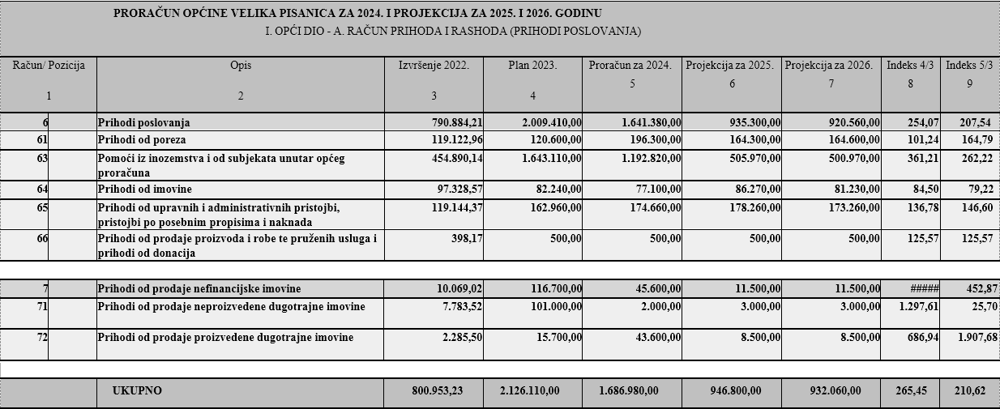 PRORAČUN OPĆINE VELIKA PISANICA ZA 2024. I PROJEKCIJA ZA 2025. I 2026. GODINU
I. OPĆI DIO - A. RAČUN PRIHODA I RASHODA (PRIHODI POSLOVANJA)
Račun/ Pozicija Opis Izvršenje 2022. Plan 2023. Proračun za 2024. Projekcija za 2025. Projekcija za 2026. Indeks 4/3 Indeks 5/3
1 2 3 4 5 6 7 8 9
6 Prihodi poslovanja 790.884,21 2.009.410,00 1.641.380,00 935.300,00 920.560,00 254,07 207,54
61 Prihodi od poreza 119.122,96 120.600,00 196.300,00 164.300,00 164.600,00 101,24 164,79
63 Pomoći iz inozemstva i od subjekata unutar općeg 454.890,14 1.643.110,00 1.192.820,00 505.970,00 500.970,00 361,21 262,22
proračuna
64 Prihodi od imovine 97.328,57 82.240,00 77.100,00 86.270,00 81.230,00 84,50 79,22
65 Prihodi od upravnih i administrativnih pristojbi, 119.144,37 162.960,00 174.660,00 178.260,00 173.260,00 136,78 146,60
pristojbi po posebnim propisima i naknada
66 Prihodi od prodaje proizvoda i robe te pruženih usluga i 398,17 500,00 500,00 500,00 500,00 125,57 125,57
prihodi od donacija
7 Prihodi od prodaje nefinancijske imovine 10.069,02 116.700,00 45.600,00 11.500,00 11.500,00 ##### 452,87
71 Prihodi od prodaje neproizvedene dugotrajne imovine 7.783,52 101.000,00 2.000,00 3.000,00 3.000,00 1.297,61 25,70
72 Prihodi od prodaje proizvedene dugotrajne imovine 2.285,50 15.700,00 43.600,00 8.500,00 8.500,00 686,94 1.907,68
UKUPNO 800.953,23 2.126.110,00 1.686.980,00 946.800,00 932.060,00 265,45 210,62